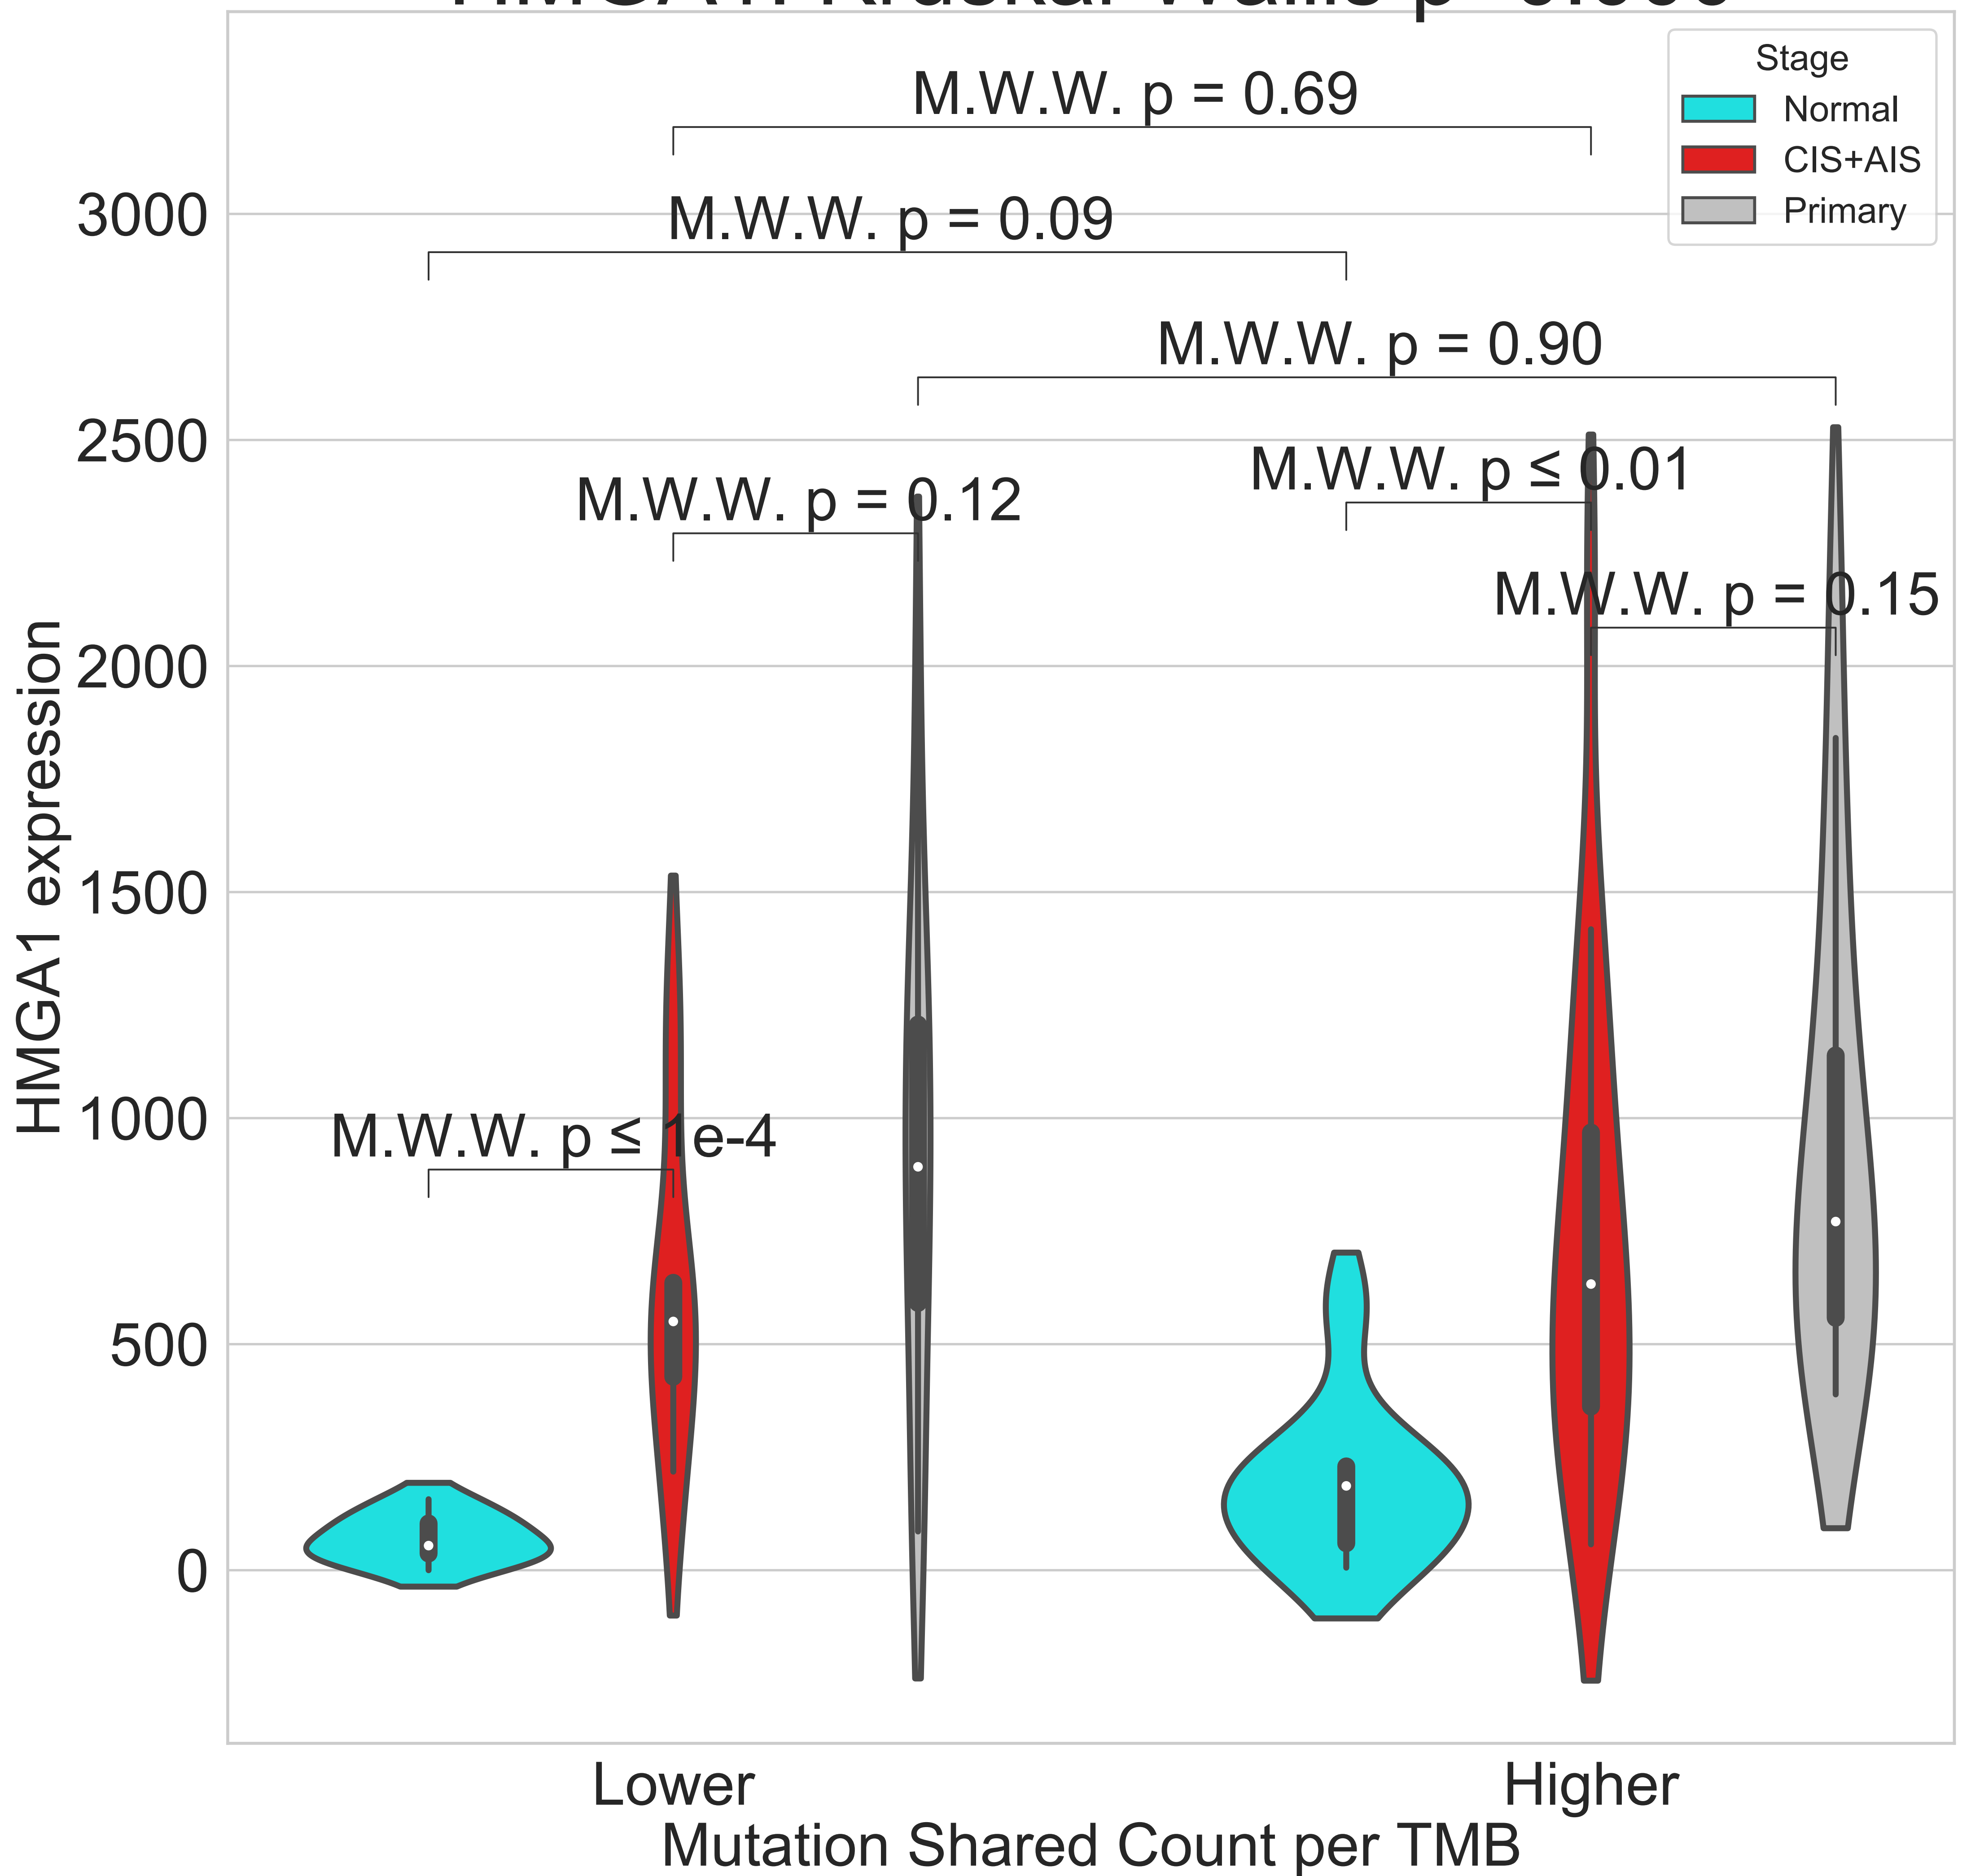 Stage
Normal
CIS+AIS
Primary
M.W.W. p = 0.69
M.W.W. p = 0.09
M.W.W. p = 0.90
M.W.W. p ≤ 0.01
M.W.W. p = 0.12
M.W.W. p = 0.15
M.W.W. p ≤ 1e-4
3000
2500
2000
1500
1000
500
0
HMGA1 expression
Lower
Higher
Mutation Shared Count per TMB